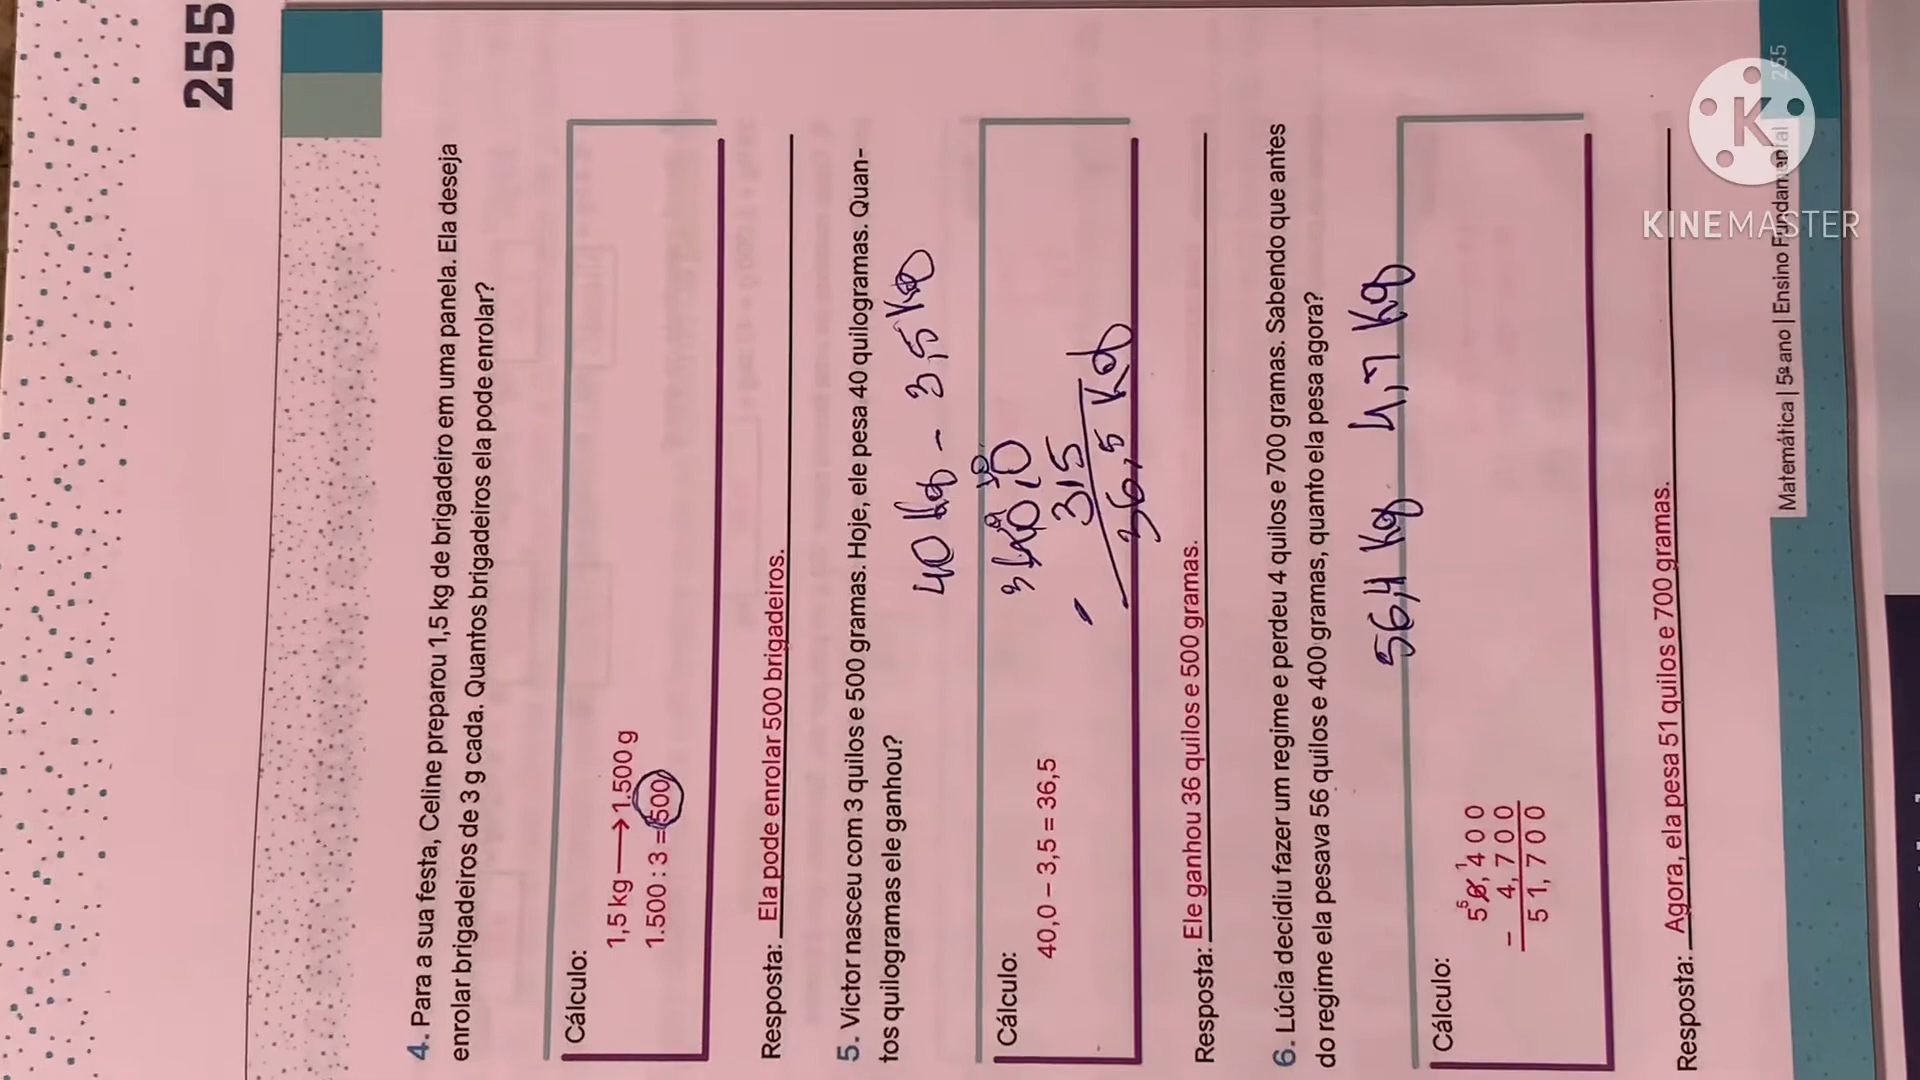 255
4. Para a sua festa, Celine preparou 1,5 kg de brigadeiro em uma panela. Ela deseja
enrolar brigadeiros de 3 g cada. Quantos brigadeiros ela pode enrolar?
Cálculo:
1,5 kg → 1.500 g
1.500 : 3 = 500
Resposta: Ela pode enrolar 500 brigadeiros.
5. Victor nasceu com 3 quilos e 500 gramas. Hoje, ele pesa 40 quilogramas. Quan-
tos quilogramas ele ganhou?
40 kg - 3,5 kg
Cálculo:
40,0 – 3,5 = 36,5
40,0
- 3,5
36,5 kg
Resposta: Ele ganhou 36 quilos e 500 gramas.
6. Lúcia decidiu fazer um regime e perdeu 4 quilos e 700 gramas. Sabendo que antes
do regime ela pesava 56 quilos e 400 gramas, quanto ela pesa agora?
56,4 kg 4,7 kg
Cálculo:
5 1
56,400
– 4,700
51,700
Resposta: Agora, ela pesa 51 quilos e 700 gramas.
Matemática | 5º ano | Ensino Fundamental 255
K
KINEMASTER